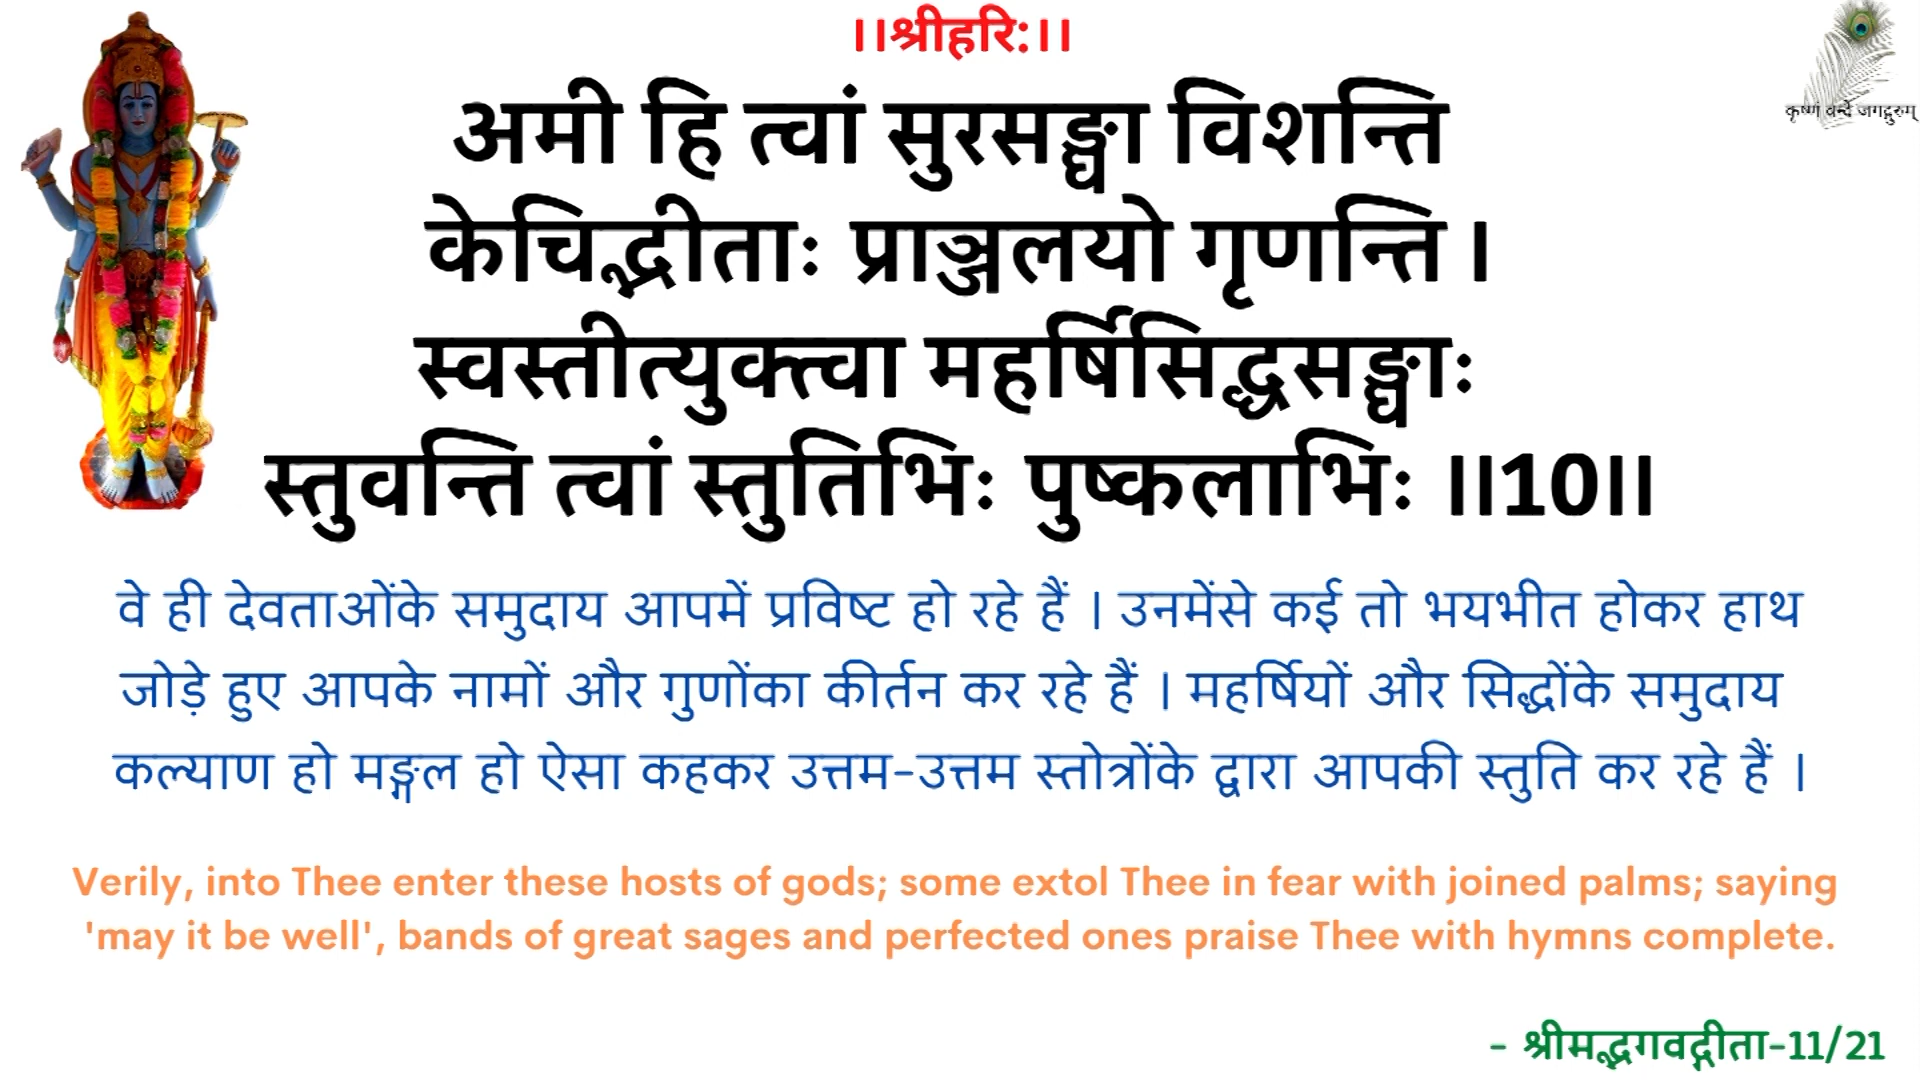 ।।श्रीहरि:।।
कृष्णं वन्दे जगद्गुरुम्
अमी हि त्वां सुरसङ्घा विशन्ति
केचिद्भीताः प्राञ्जलयो गृणन्ति ।
स्वस्तीत्युक्त्वा महर्षिसिद्धसङ्घाः
स्तुवन्ति त्वां स्तुतिभिः पुष्कलाभिः ॥10॥
वे ही देवताओंके समुदाय आपमें प्रविष्ट हो रहे हैं । उनमेंसे कई तो भयभीत होकर हाथ
जोड़े हुए आपके नामों और गुणोंका कीर्तन कर रहे हैं । महर्षियों और सिद्धोंके समुदाय
कल्याण हो मङ्गल हो ऐसा कहकर उत्तम-उत्तम स्तोत्रोंके द्वारा आपकी स्तुति कर रहे हैं ।
Verily, into Thee enter these hosts of gods; some extol Thee in fear with joined palms; saying
'may it be well', bands of great sages and perfected ones praise Thee with hymns complete.
- श्रीमद्भगवद्गीता-11/21